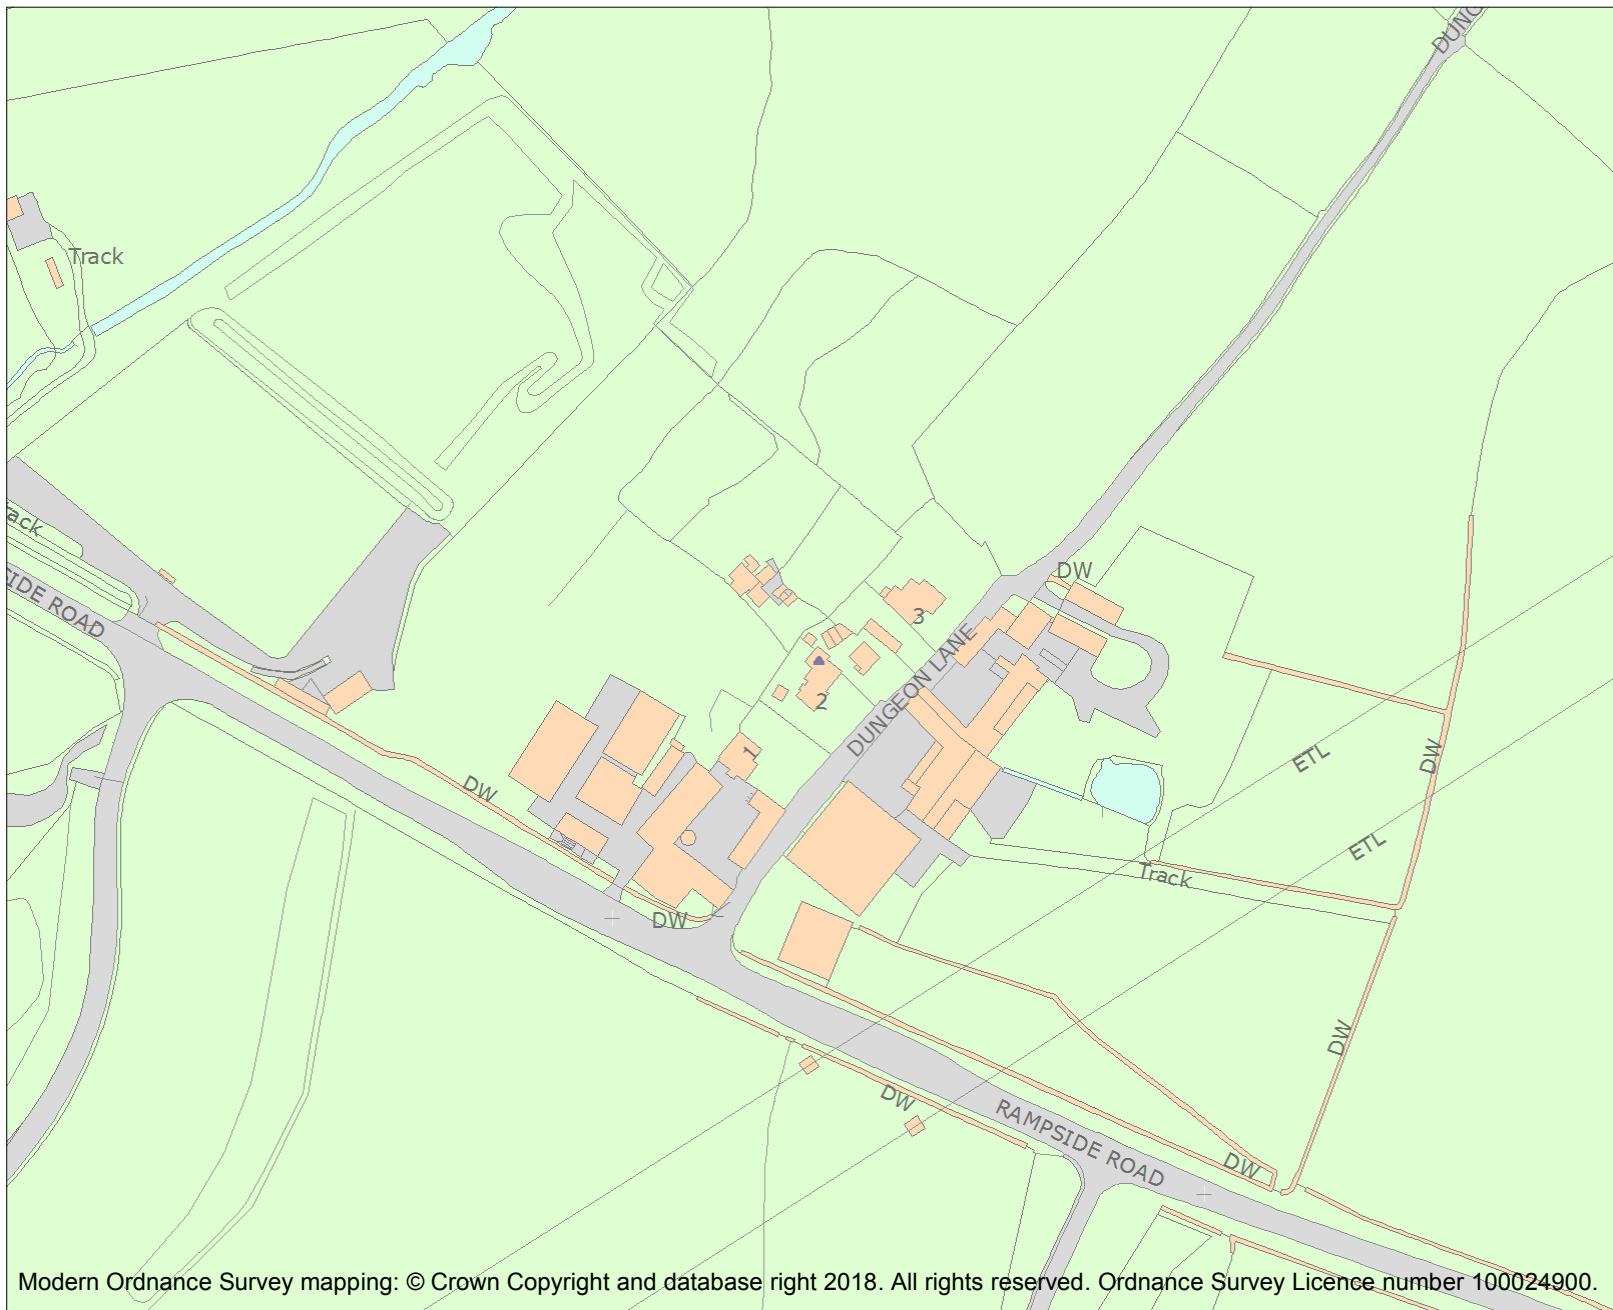 DUNG
Track
ack
SIDE ROAD
DW
3
DUNGEON LANE
2
1
ETL
DW
DW
ETL
Track
DW
DW
DW
RAMPSIDE ROAD
DW
Modern Ordnance Survey mapping: © Crown Copyright and database right 2018. All rights reserved. Ordnance Survey Licence number 100024900.